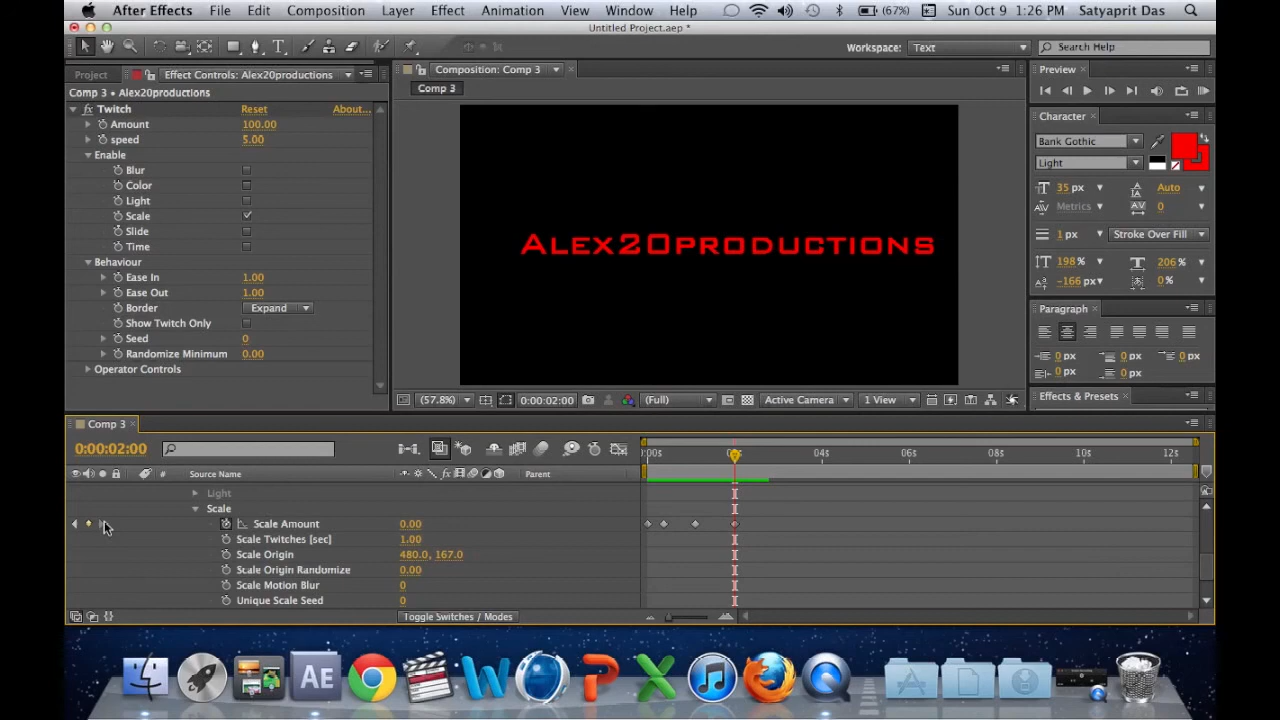 After Effects File Edit Composition Layer Effect Animation View Window Help (67%) Sun Oct 9 1:26 PM Satyaprit Das
Untitled Project.aep *
Workspace: Text Search Help
Project Effect Controls: Alex20productions
Comp 3 • Alex20productions
Twitch Reset About...
Amount 100.00
speed 5.00
Enable
Blur
Color
Light
Scale
Slide
Time
Behaviour
Ease In 1.00
Ease Out 1.00
Border Expand
Show Twitch Only
Seed 0
Randomize Minimum 0.00
Operator Controls
Composition: Comp 3
Comp 3
Alex20productions
(57.8%) 0:00:02:00 (Full) Active Camera 1 View
Preview
Character
Bank Gothic
Light
35 px Auto
Metrics 0
1 px Stroke Over Fill
198 % 206 %
-166 px 0 %
Paragraph
0 px 0 px 0 px
0 px 0 px
Effects & Presets
Comp 3
0:00:02:00
# Source Name Parent
:00s 04s 06s 08s 10s 12s
Light
Scale
Scale Amount 0.00
Scale Twitches [sec] 1.00
Scale Origin 480.0, 167.0
Scale Origin Randomize 0.00
Scale Motion Blur 0
Unique Scale Seed 0
Toggle Switches / Modes
AE